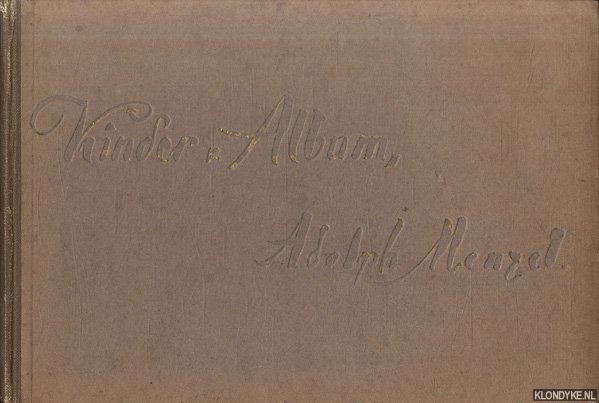 Kinder=Album,
Adolph Menzel.
KLONDYKE.NL